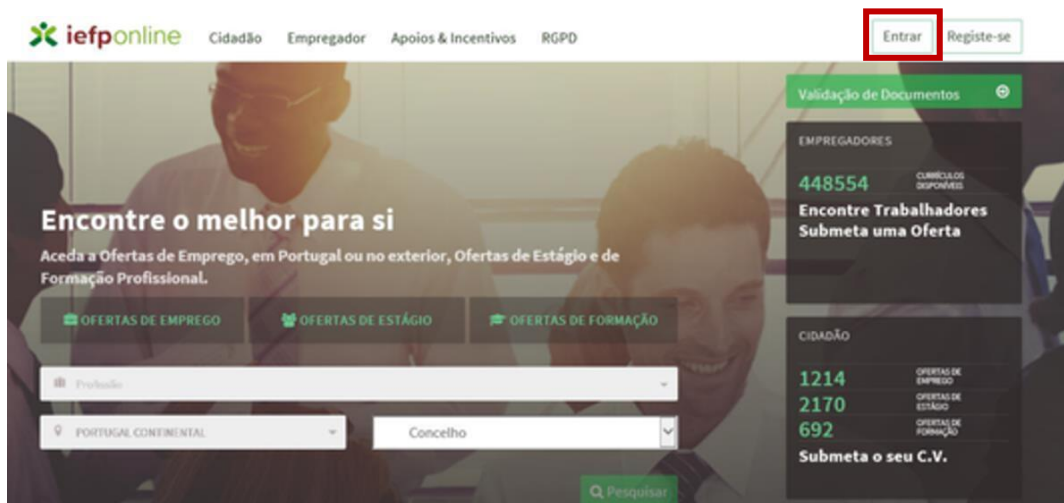 iefponline Cidadão Empregador Apoios & Incentivos RGPD Entrar Registe-se
Validação de Documentos
EMPREGADORES
448554 CURRÍCULOS DISPONÍVEIS
Encontre Trabalhadores
Submeta uma Oferta
Encontre o melhor para si
Aceda a Ofertas de Emprego, em Portugal ou no exterior, Ofertas de Estágio e de
Formação Profissional.
OFERTAS DE EMPREGO OFERTAS DE ESTÁGIO OFERTAS DE FORMAÇÃO
Profissão
PORTUGAL CONTINENTAL Concelho
Pesquisar
CIDADÃO
1214 OFERTAS DE EMPREGO
2170 OFERTAS DE ESTÁGIO
692 OFERTAS DE FORMAÇÃO
Submeta o seu C.V.